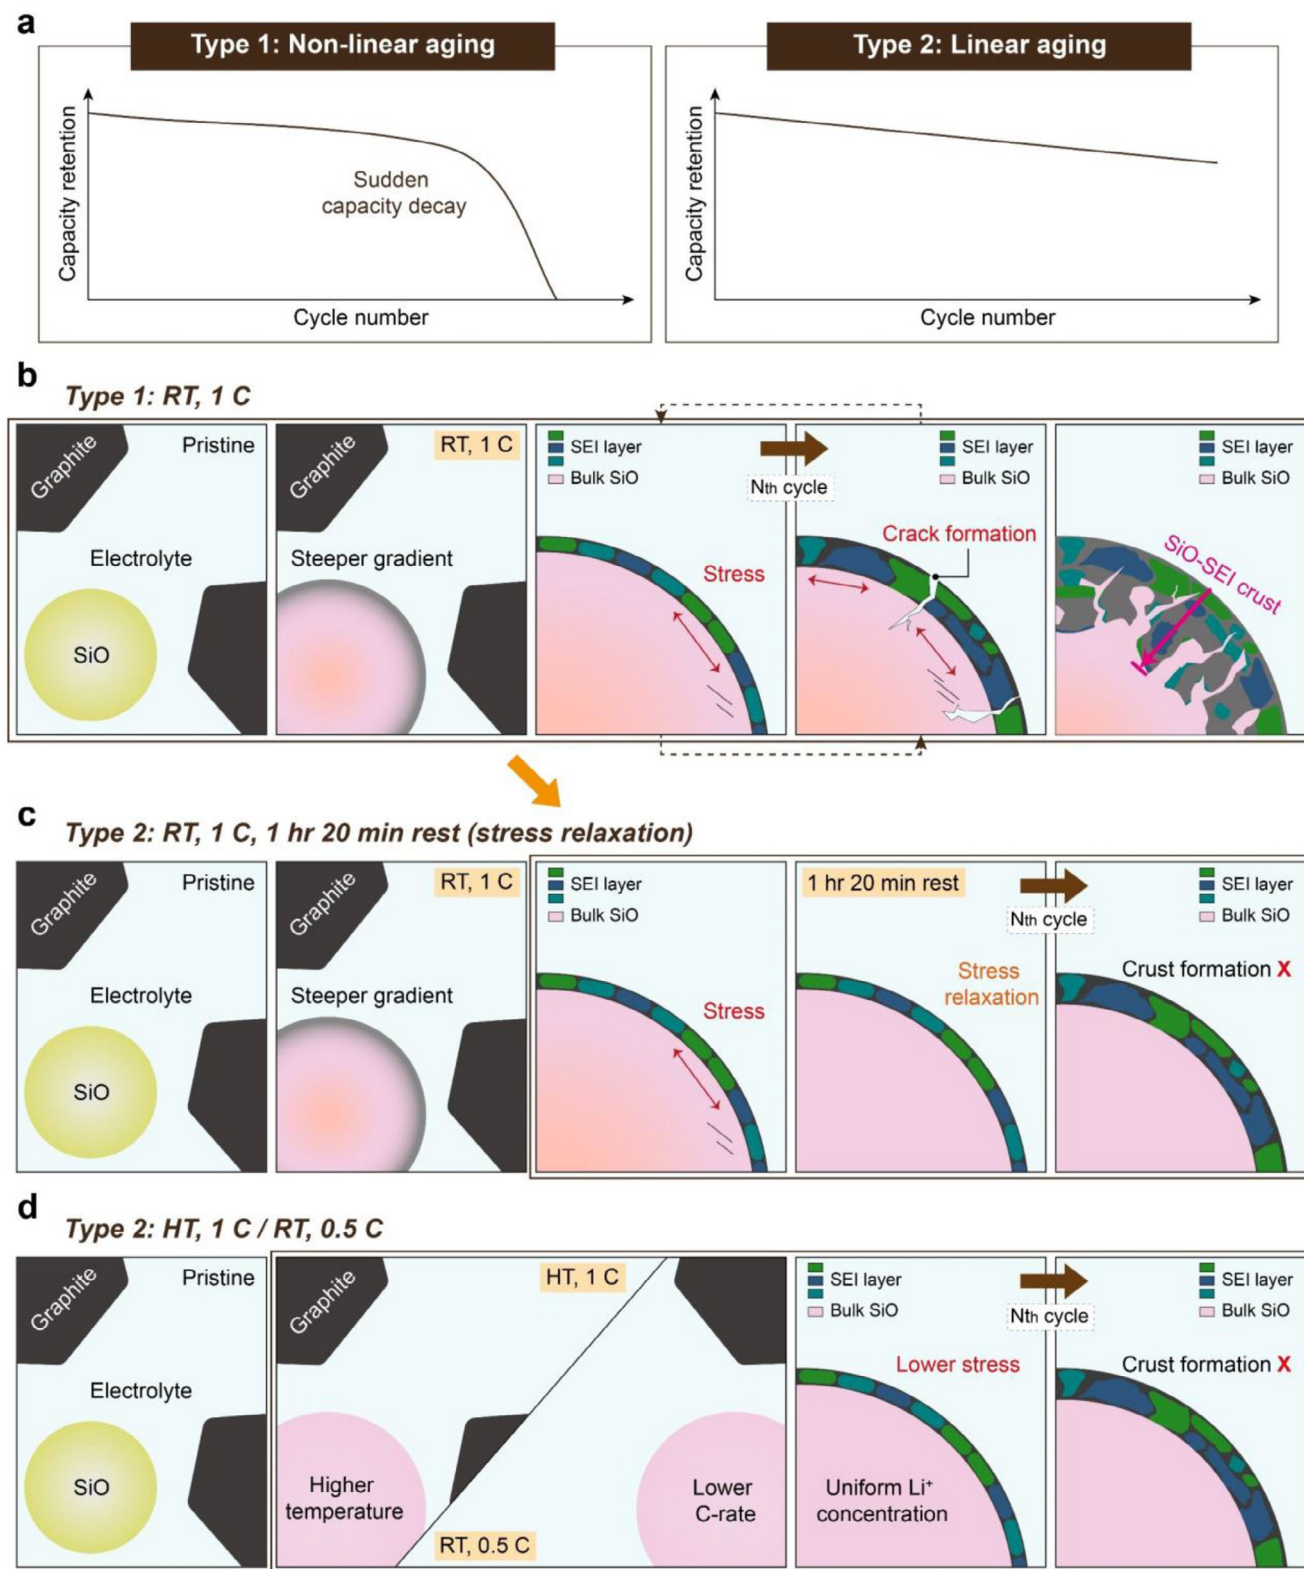 a
Type 1: Non-linear aging
Capacity retention
Sudden
capacity decay
Cycle number
Type 2: Linear aging
Capacity retention
Cycle number
b
Type 1: RT, 1 C
Graphite
Pristine
Electrolyte
SiO
Graphite
RT, 1 C
Steeper gradient
SEI layer
Bulk SiO
Stress
Nth cycle
SEI layer
Bulk SiO
Crack formation
SEI layer
Bulk SiO
SiO-SEI crust
c
Type 2: RT, 1 C, 1 hr 20 min rest (stress relaxation)
Graphite
Pristine
Electrolyte
SiO
Graphite
RT, 1 C
Steeper gradient
SEI layer
Bulk SiO
Stress
1 hr 20 min rest
Stress
relaxation
Nth cycle
SEI layer
Bulk SiO
Crust formation X
d
Type 2: HT, 1 C / RT, 0.5 C
Graphite
Pristine
Electrolyte
SiO
Graphite
HT, 1 C
Higher
temperature
RT, 0.5 C
Lower
C-rate
SEI layer
Bulk SiO
Lower stress
Uniform Li⁺
concentration
Nth cycle
SEI layer
Bulk SiO
Crust formation X